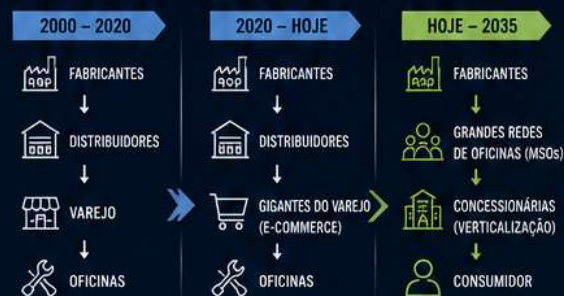 2000 – 2020
FABRICANTES
DISTRIBUIDORES
VAREJO
OFICINAS
2020 – HOJE
FABRICANTES
DISTRIBUIDORES
GIGANTES DO VAREJO
(E-COMMERCE)
OFICINAS
HOJE – 2035
FABRICANTES
GRANDES REDES
DE OFICINAS (MSOs)
CONCESSIONÁRIAS
(VERTICALIZAÇÃO)
CONSUMIDOR